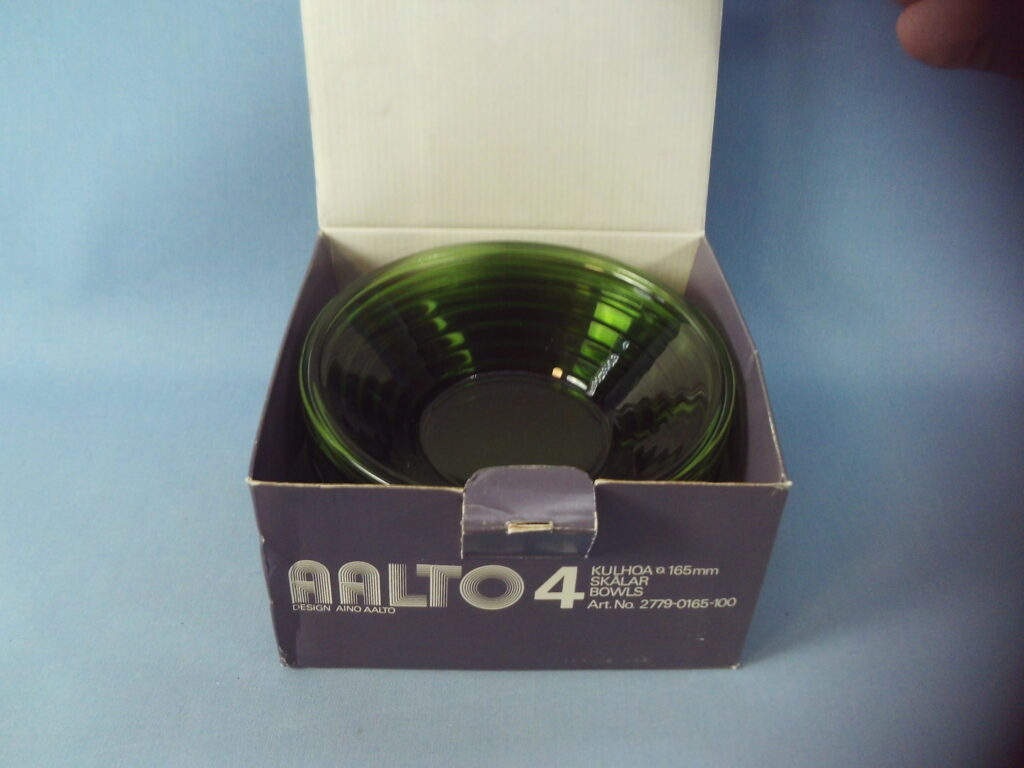 AALTO 4
DESIGN AINO AALTO
KULHOA ø 165mm
SKÅLAR
BOWLS
Art. No. 2779-0165-100